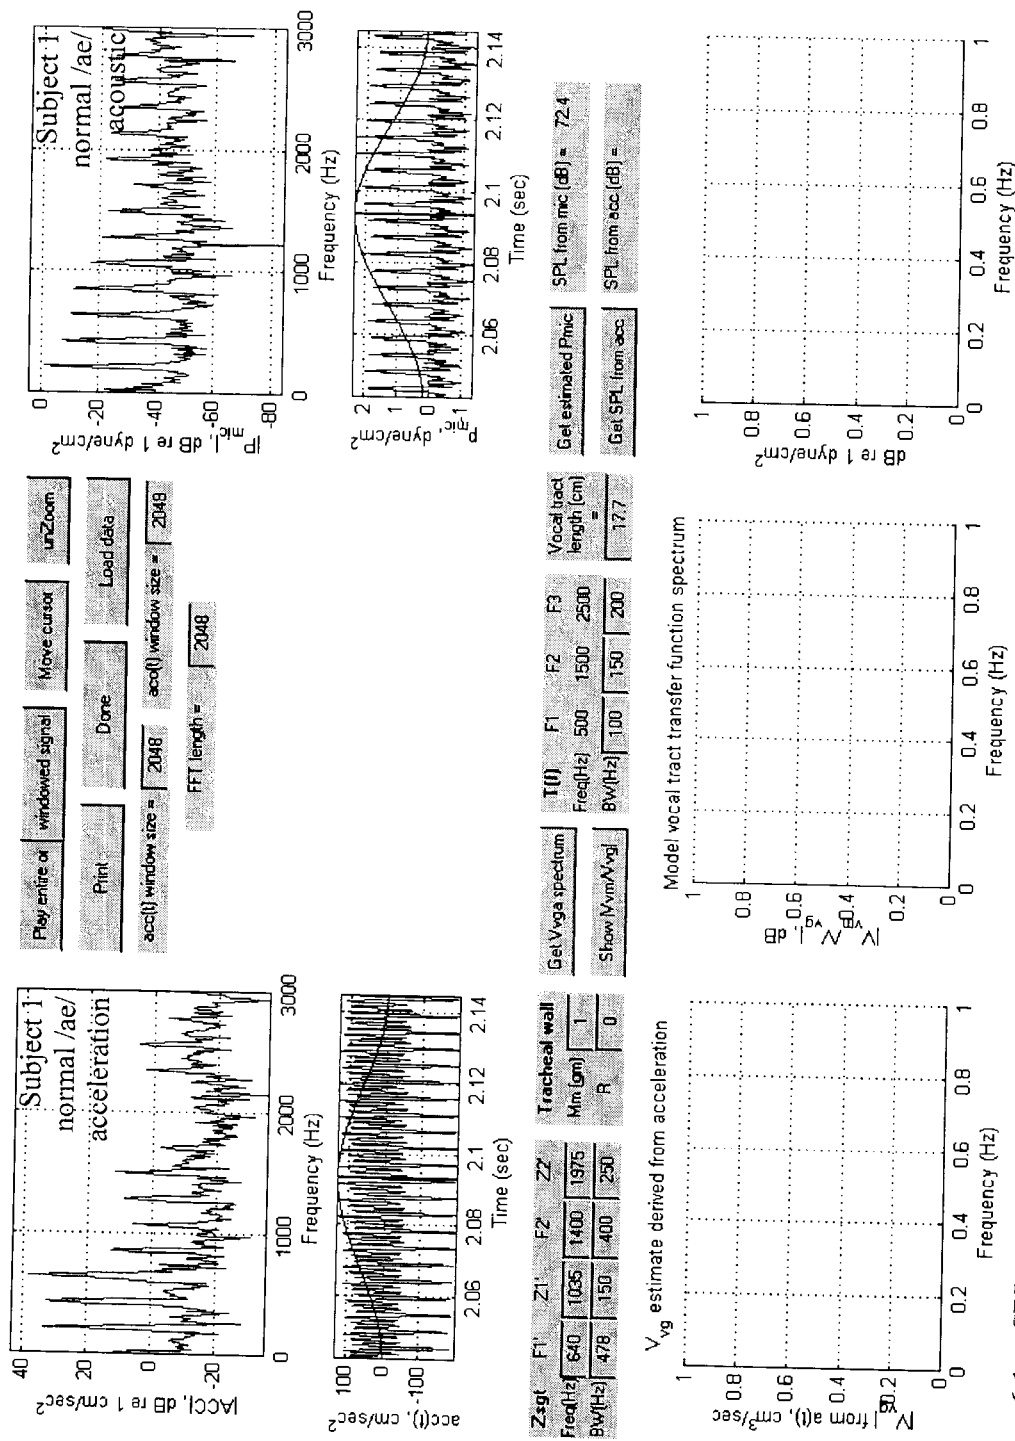 Subject 1
normal /ae/
acceleration
|ACC|, dB re 1 cm/sec²
40
20
0
-20
0
1000
2000
3000
Frequency (Hz)
acc(t), cm/sec²
100
0
-100
2.06
2.08
2.1
2.12
2.14
Time (sec)
Play entire or
windowed signal
Move cursor
unZoom
Print
Done
Load data
acc(t) window size =
2048
acc(t) window size =
2048
FFT length =
2048
Subject 1
normal /ae/
acoustic
|P mic|, dB re 1 dyne/cm²
0
-20
-40
-60
-80
0
1000
2000
3000
Frequency (Hz)
P mic, dyne/cm²
2
1
0
-1
2.06
2.08
2.1
2.12
2.14
Time (sec)
Zsgt F1' Z1' F2' Z2'
Freq(Hz) 640 1035 1400 1975
BW(Hz) 478 150 400 250
Tracheal wall
Mm (gm) 1
R 0
Get Vvga spectrum
Show |Vvm/Vvg|
T(f) F1 F2 F3
Freq(Hz) 500 1500 2500
BW(Hz) 100 150 200
Vocal tract
length (cm)
=
17.7
Get estimated Pmic
Get SPL from acc
SPL from mic (dB) = 72.4
SPL from acc (dB) =
V vg estimate derived from acceleration
|V vg| from a(t), cm³/sec
1
0.8
0.6
0.4
0.2
0
0
0.2
0.4
0.6
0.8
1
Frequency (Hz)
Model vocal tract transfer function spectrum
|V vm/V vg|, dB
1
0.8
0.6
0.4
0.2
0
0
0.2
0.4
0.6
0.8
1
Frequency (Hz)
dB re 1 dyne/cm²
1
0.8
0.6
0.4
0.2
0
0
0.2
0.4
0.6
0.8
1
Frequency (Hz)